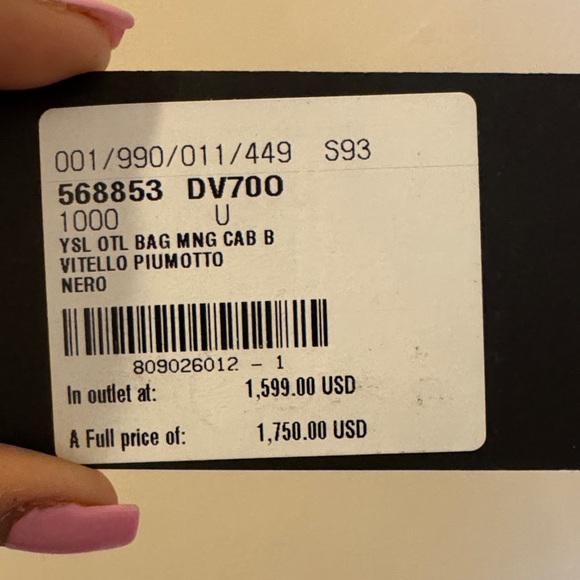 001/990/011/449 S93
568853 DV70O
1000 U
YSL OTL BAG MNG CAB B
VITELLO PIUMOTTO
NERO
809026012 - 1
In outlet at: 1,599.00 USD
A Full price of: 1,750.00 USD